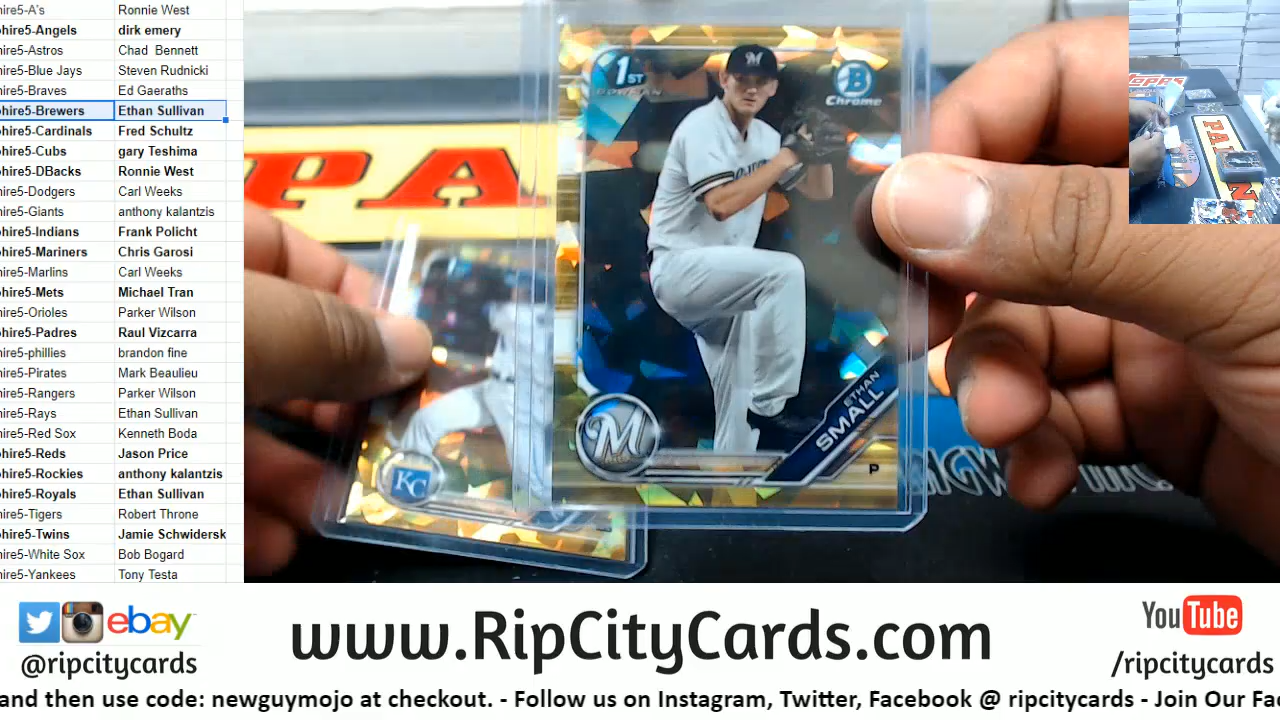 hire5-A's Ronnie West
hire5-Angels dirk emery
hire5-Astros Chad Bennett
hire5-Blue Jays Steven Rudnicki
hire5-Braves Ed Gaeraths
hire5-Brewers Ethan Sullivan
hire5-Cardinals Fred Schultz
hire5-Cubs gary Teshima
hire5-DBacks Ronnie West
hire5-Dodgers Carl Weeks
hire5-Giants anthony kalantzis
hire5-Indians Frank Policht
hire5-Mariners Chris Garosi
hire5-Marlins Carl Weeks
hire5-Mets Michael Tran
hire5-Orioles Parker Wilson
hire5-Padres Raul Vizcarra
hire5-phillies brandon fine
hire5-Pirates Mark Beaulieu
hire5-Rangers Parker Wilson
hire5-Rays Ethan Sullivan
hire5-Red Sox Kenneth Boda
hire5-Reds Jason Price
hire5-Rockies anthony kalantzis
hire5-Royals Ethan Sullivan
hire5-Tigers Robert Throne
hire5-Twins Jamie Schwidersk
hire5-White Sox Bob Bogard
hire5-Yankees Tony Testa
PA
1ST
BOWMAN
B
Chrome
M
M
ETHAN
SMALL
P
KC
TOPPS
PANI
ebay
@ripcitycards
www.RipCityCards.com
YouTube
/ripcitycards
and then use code: newguymojo at checkout. - Follow us on Instagram, Twitter, Facebook @ ripcitycards - Join Our Fac